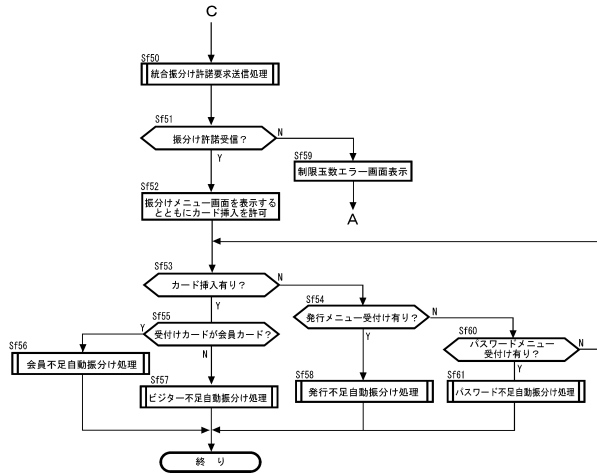 C
Sf50
統合振分け許諾要求送信処理
Sf51
振分け許諾受信?
N
Y
Sf59
制限玉数エラー画面表示
A
Sf52
振分けメニュー画面を表示する
とともにカード挿入を許可
Sf53
カード挿入有り?
N
Y
Sf54
発行メニュー受付け有り?
N
Y
Sf55
受付けカードが会員カード?
Y
N
Sf60
パスワードメニュー
受付け有り?
N
Y
Sf56
会員不足自動振分け処理
Sf57
ビジター不足自動振分け処理
Sf58
発行不足自動振分け処理
Sf61
パスワード不足自動振分け処理
終 り